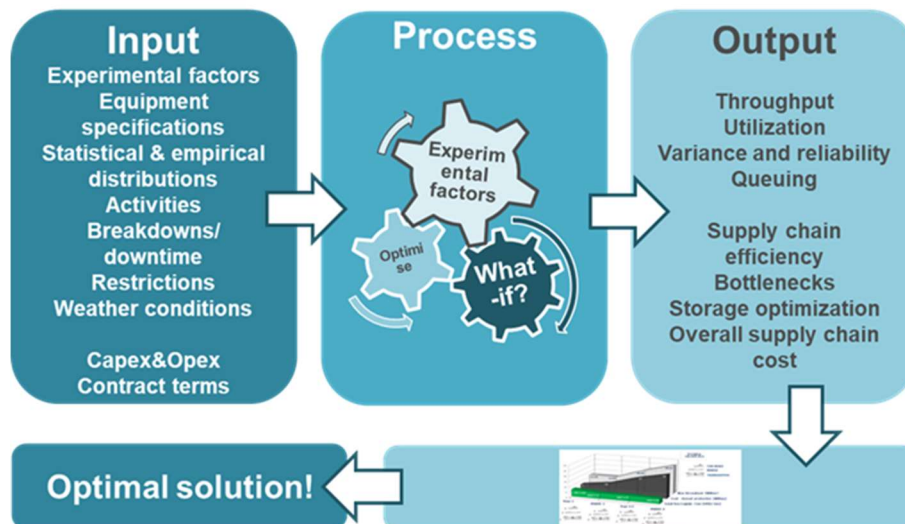 Input
Experimental factors
Equipment
specifications
Statistical & empirical
distributions
Activities
Breakdowns/
downtime
Restrictions
Weather conditions
Capex&Opex
Contract terms
Process
Experim
ental
factors
Optimi
se
What
-if?
Output
Throughput
Utilization
Variance and reliability
Queuing
Supply chain
efficiency
Bottlenecks
Storage optimization
Overall supply chain
cost
Optimal solution!